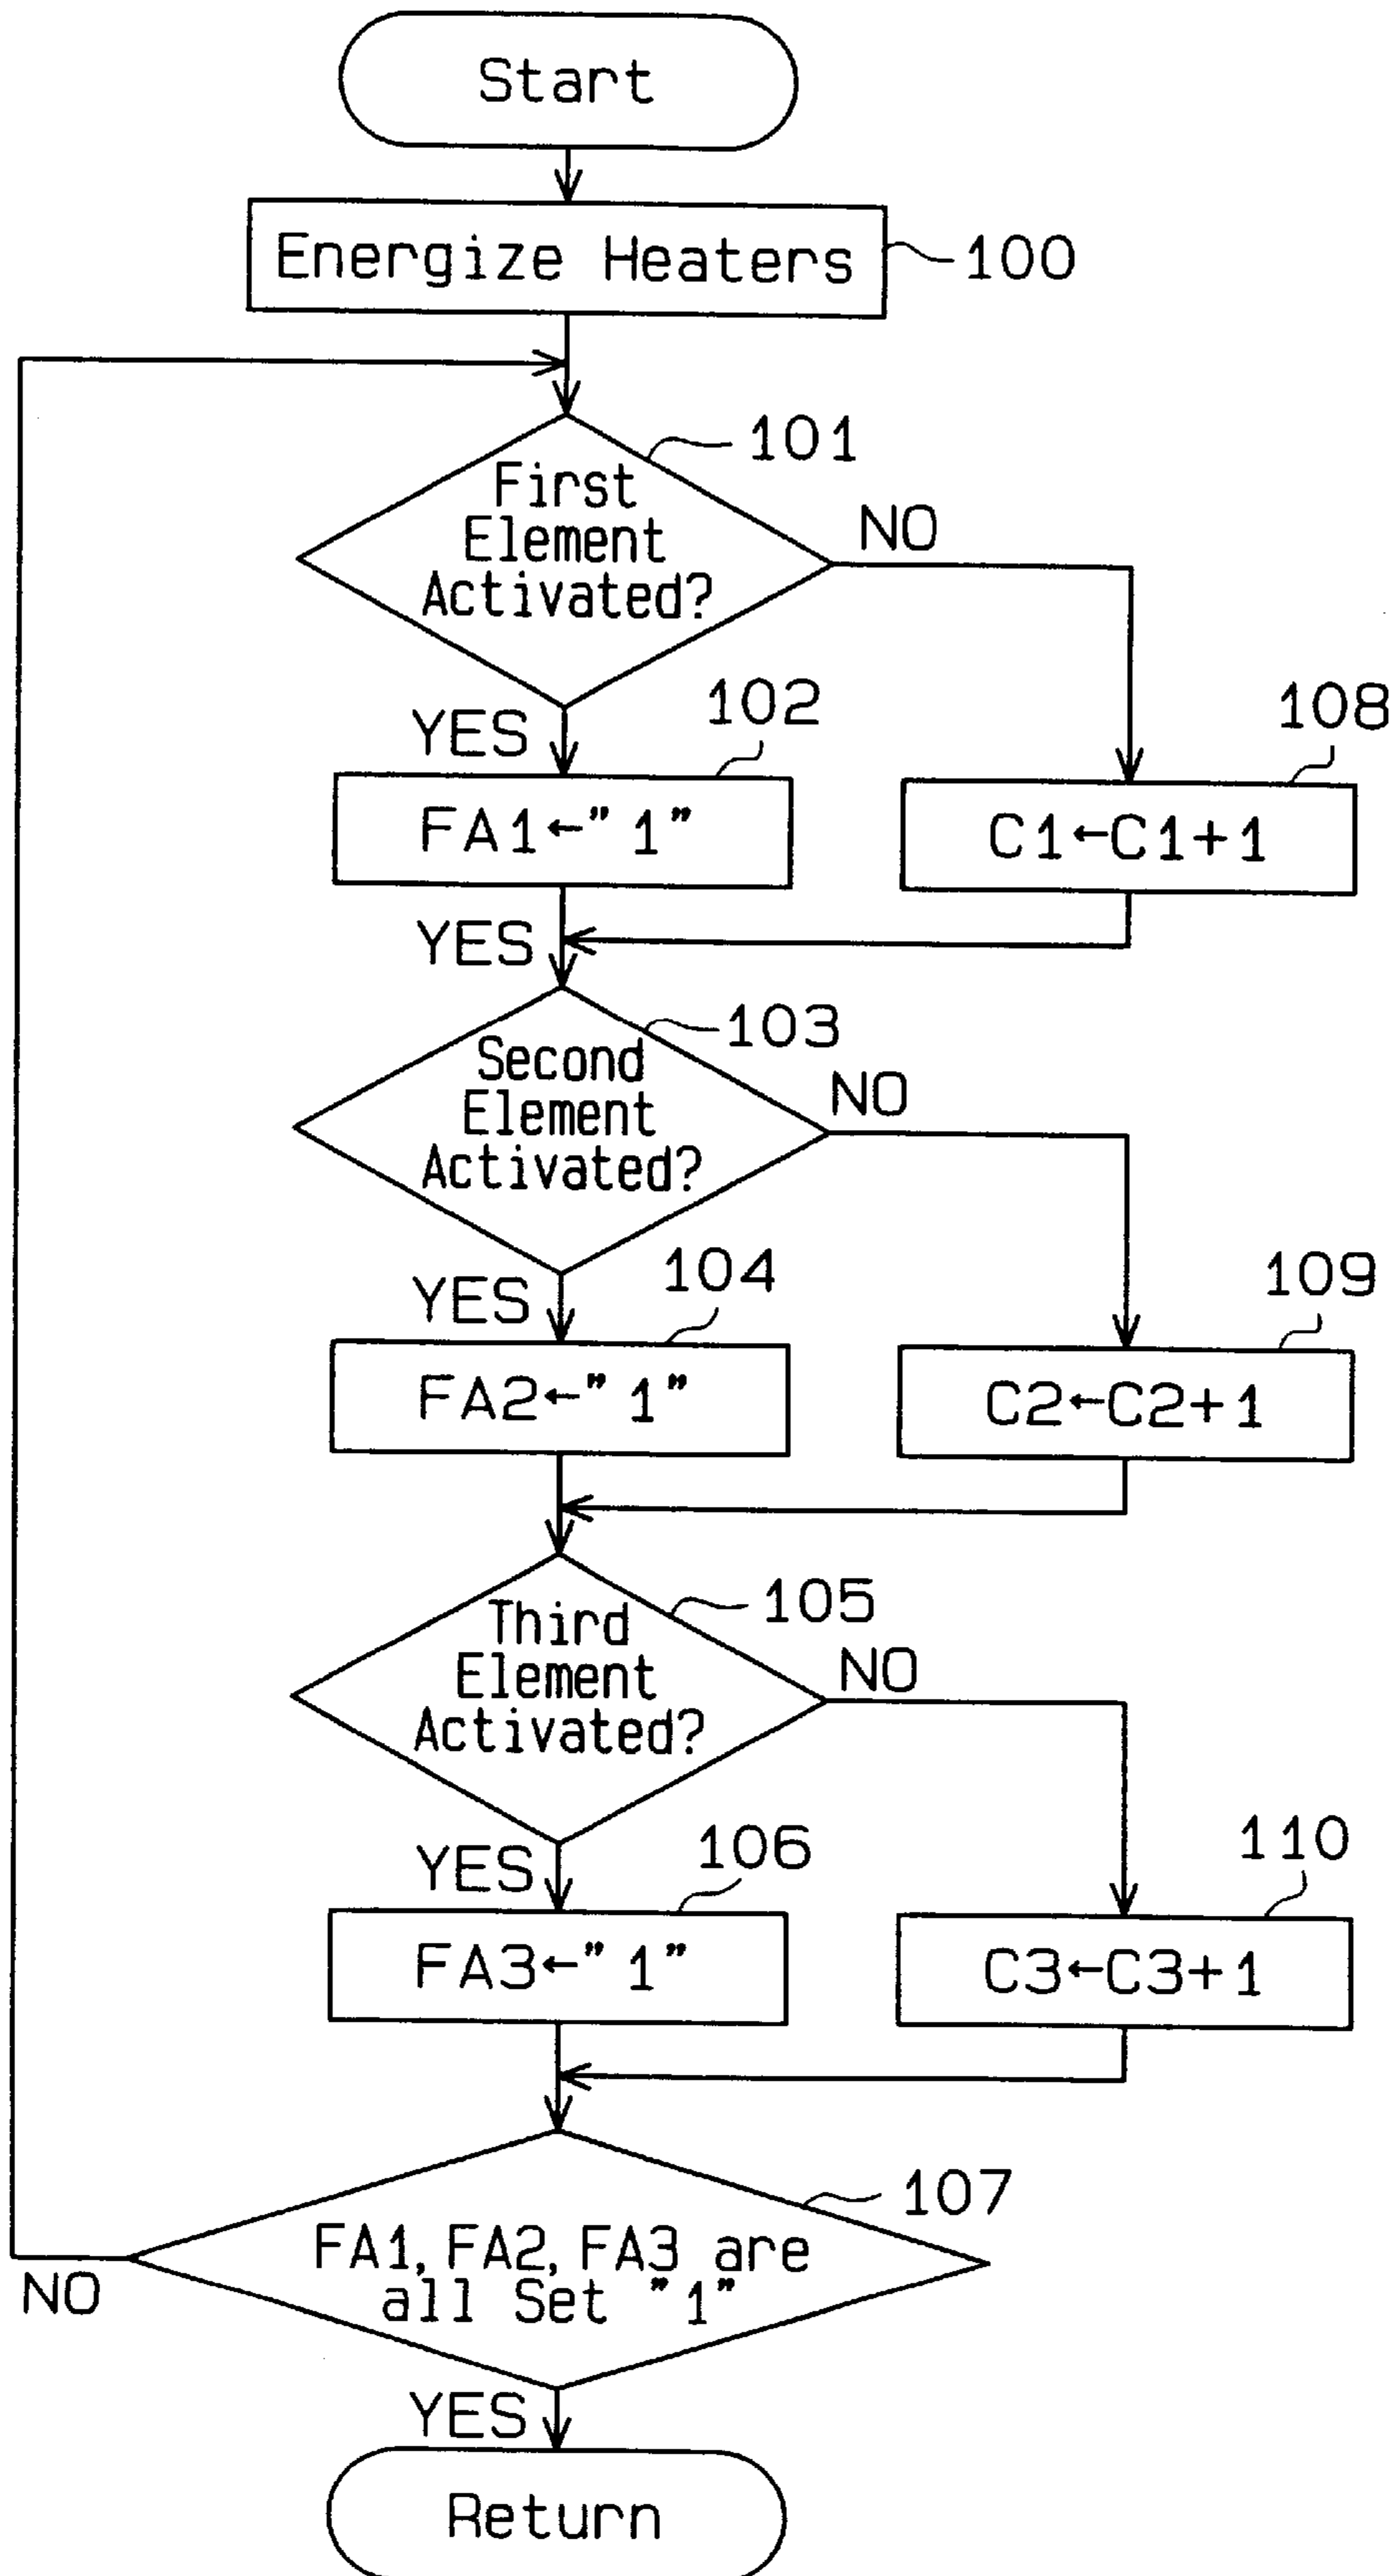 Start
Energize Heaters
100
101
First
Element
Activated?
NO
YES
102
108
FA1←"1"
C1←C1+1
YES
103
Second
Element
Activated?
NO
YES
104
109
FA2←"1"
C2←C2+1
105
Third
Element
Activated?
NO
YES
106
110
FA3←"1"
C3←C3+1
107
FA1, FA2, FA3 are
all Set "1"
NO
YES
Return